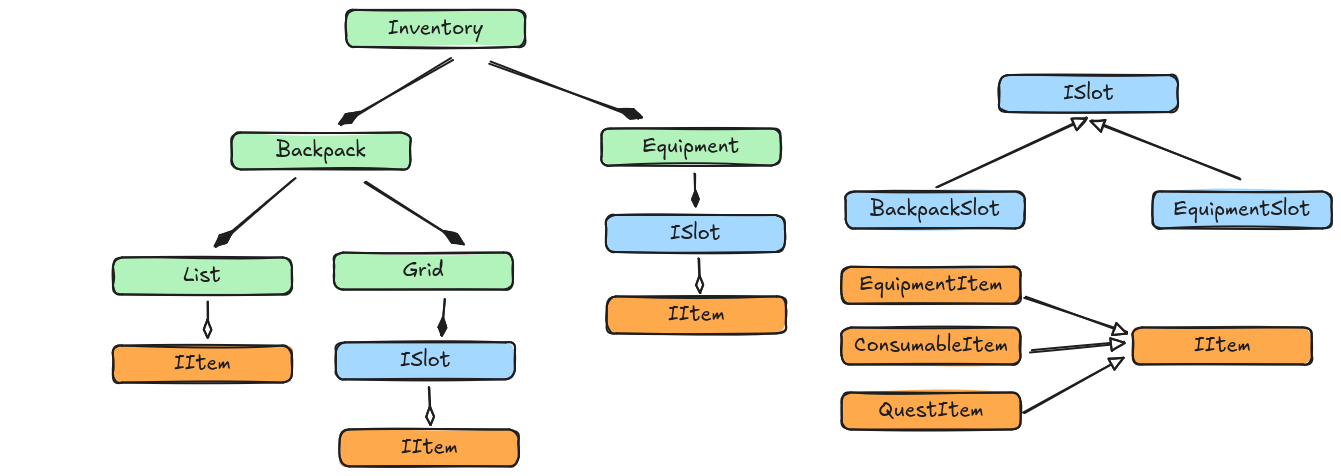 Inventory
Backpack
Equipment
List
Grid
ISlot
IItem
IItem
ISlot
IItem
ISlot
BackpackSlot
EquipmentSlot
EquipmentItem
ConsumableItem
IItem
QuestItem